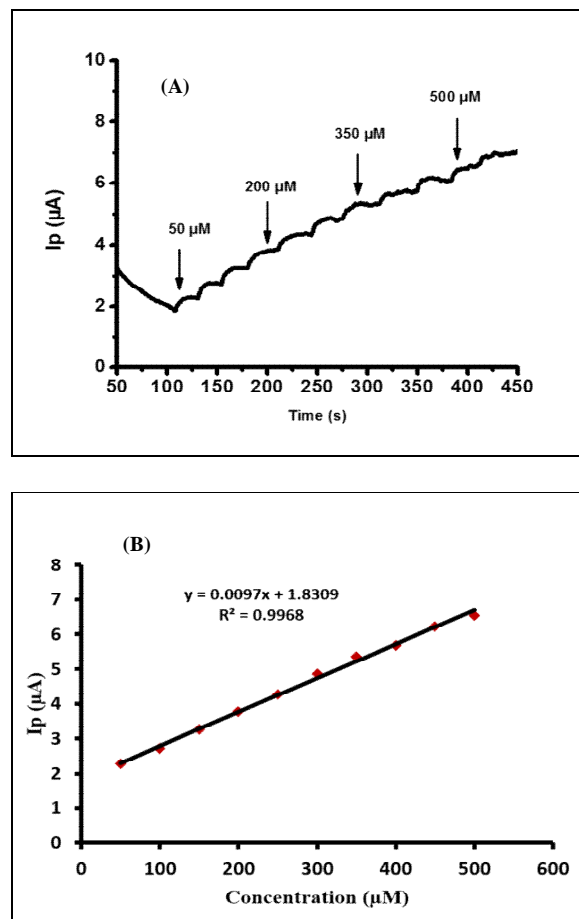 (A)
10
8
6
4
2
0
Ip (µA)
50 µM
200 µM
350 µM
500 µM
50 100 150 200 250 300 350 400 450
Time (s)
(B)
8
7
6
5
4
3
2
1
0
Ip (µA)
y = 0.0097x + 1.8309
R² = 0.9968
0 100 200 300 400 500 600
Concentration (µM)